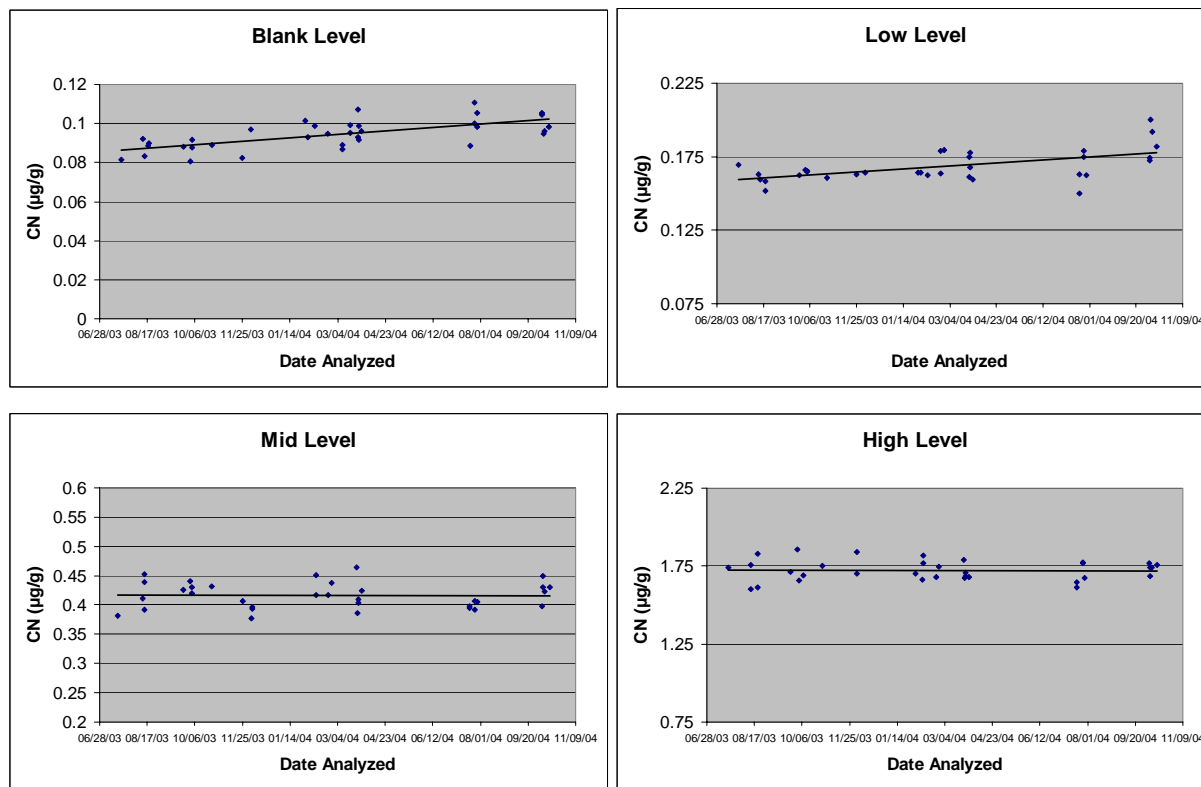 Blank Level
0.12
0.1
0.08
0.06
0.04
0.02
0
CN (µg/g)
06/28/03 08/17/03 10/06/03 11/25/03 01/14/04 03/04/04 04/23/04 06/12/04 08/01/04 09/20/04 11/09/04
Date Analyzed
Low Level
0.225
0.175
0.125
0.075
CN (µg/g)
06/28/03 08/17/03 10/06/03 11/25/03 01/14/04 03/04/04 04/23/04 06/12/04 08/01/04 09/20/04 11/09/04
Date Analyzed
Mid Level
0.6
0.55
0.5
0.45
0.4
0.35
0.3
0.25
0.2
CN (µg/g)
06/28/03 08/17/03 10/06/03 11/25/03 01/14/04 03/04/04 04/23/04 06/12/04 08/01/04 09/20/04 11/09/04
Date Analyzed
High Level
2.25
1.75
1.25
0.75
CN (µg/g)
06/28/03 08/17/03 10/06/03 11/25/03 01/14/04 03/04/04 04/23/04 06/12/04 08/01/04 09/20/04 11/09/04
Date Analyzed